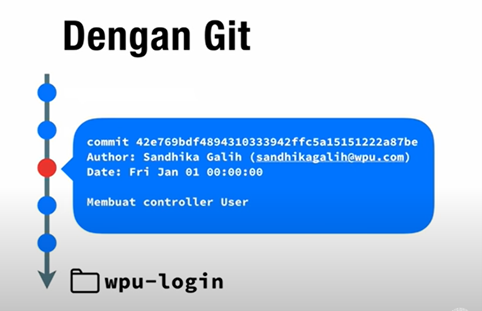 Dengan Git
commit 42e769bdf4894310333942ffc5a15151222a87be
Author: Sandhika Galih (sandhikagalih@wpu.com)
Date: Fri Jan 01 00:00:00
Membuat controller User
wpu-login